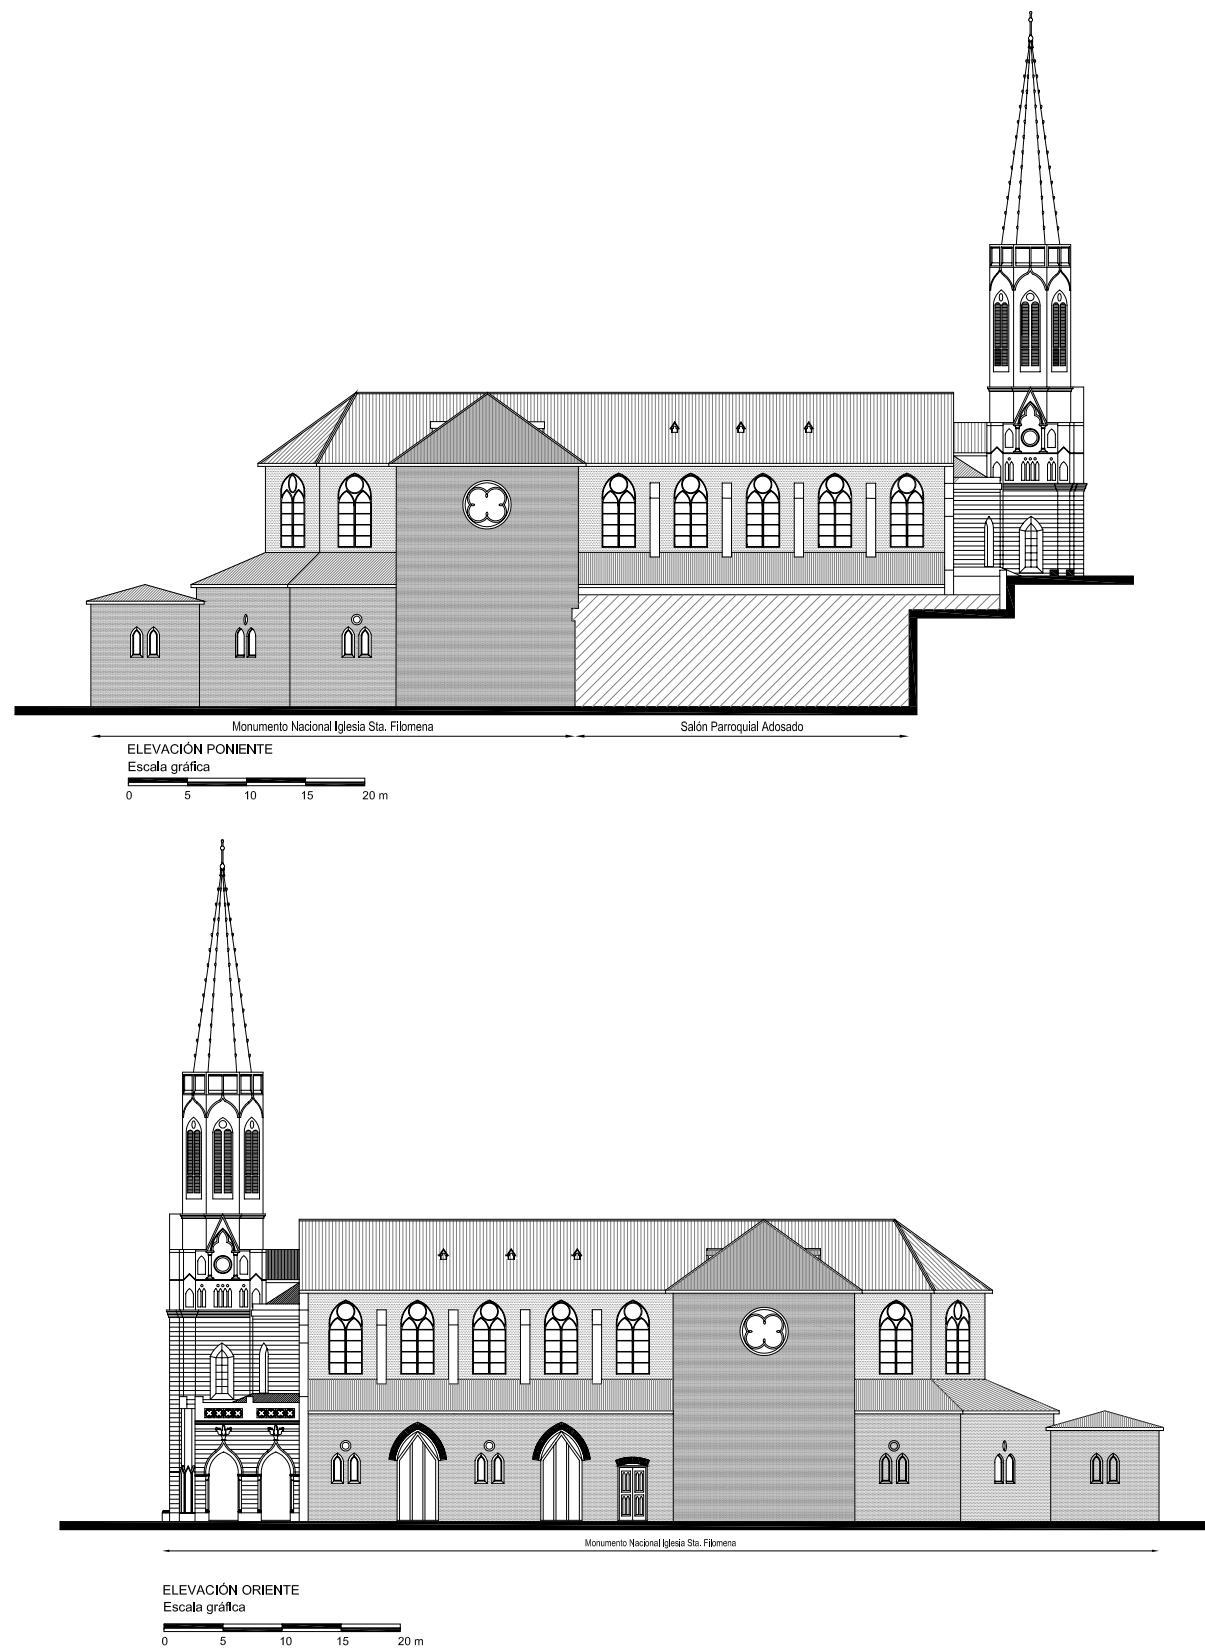 Monumento Nacional Iglesia Sta. Filomena
Salón Parroquial Adosado
ELEVACIÓN PONIENTE
Escala gráfica
0 5 10 15 20 m
Monumento Nacional Iglesia Sta. Filomena
ELEVACIÓN ORIENTE
Escala gráfica
0 5 10 15 20 m